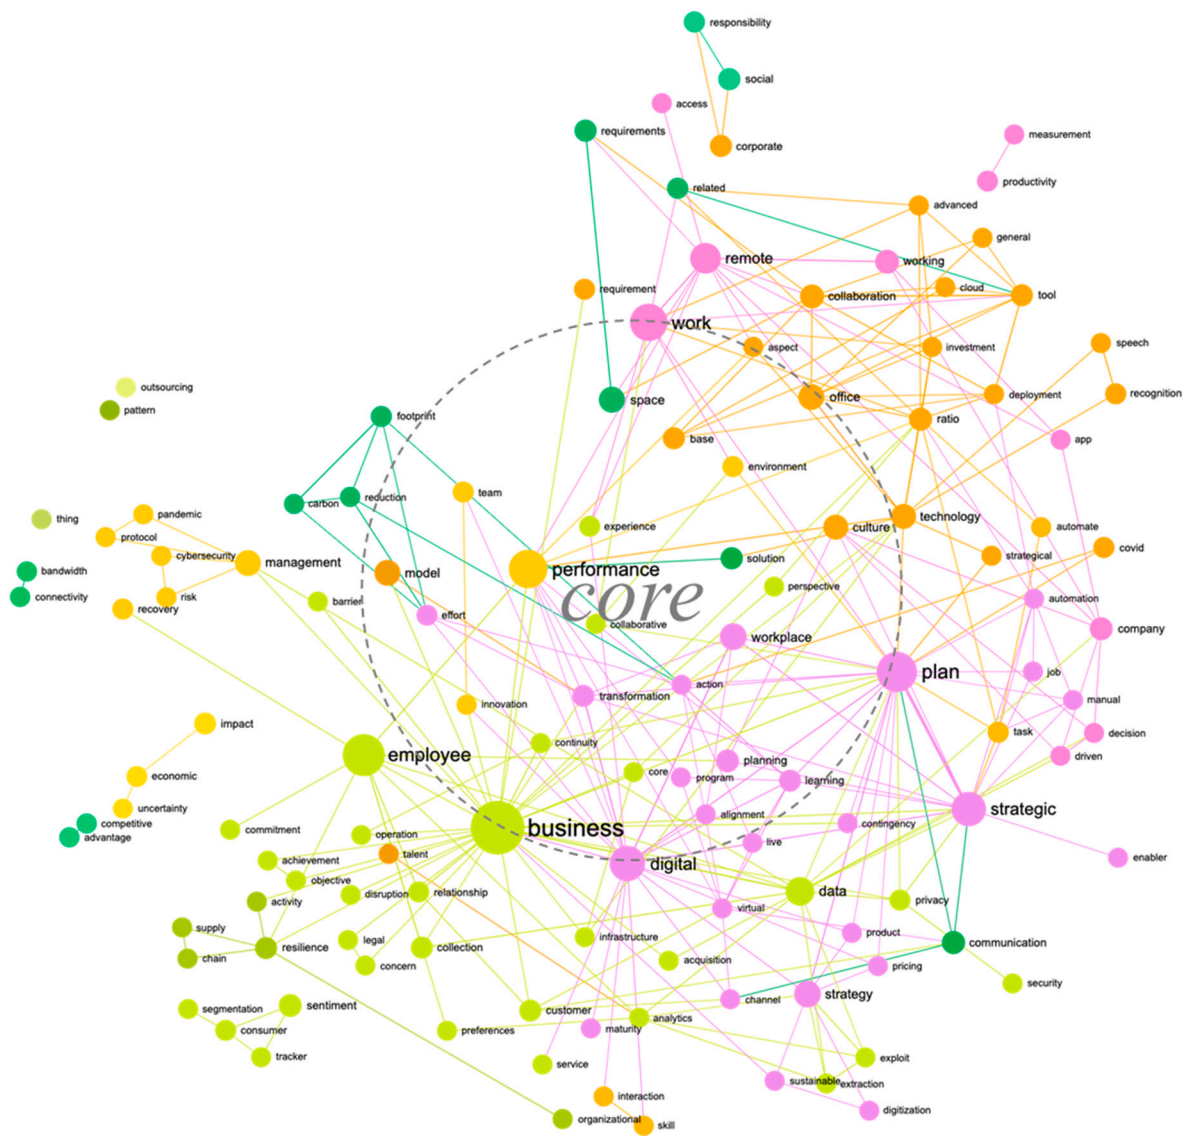 responsibility
social
access
requirements
measurement
corporate
productivity
related
advanced
general
remote
working
requirement
cloud
collaboration
tool
work
aspect
investment
speech
outsourcing
office
deployment
recognition
space
pattern
footprint
ratio
base
app
environment
team
reduction
carbon
pandemic
thing
experience
culture
technology
automate
protocol
cybersecurity
management
solution
strategical
covid
bandwidth
model
performance
perspective
core
connectivity
risk
recovery
barrier
effort
collaborative
automation
workplace
company
plan
job
transformation
action
manual
innovation
impact
task
decision
continuity
employee
planning
driven
core
program
learning
economic
uncertainty
alignment
strategic
competitive
contingency
advantage
commitment
operation
business
live
talent
digital
enabler
achievement
objective
disruption
relationship
data
activity
privacy
virtual
supply
product
legal
infrastructure
resilience
collection
communication
chain
concern
acquisition
pricing
security
channel
strategy
sentiment
segmentation
customer
analytics
consumer
preferences
maturity
tracker
service
exploit
sustainable
extraction
interaction
digitization
organizational
skill